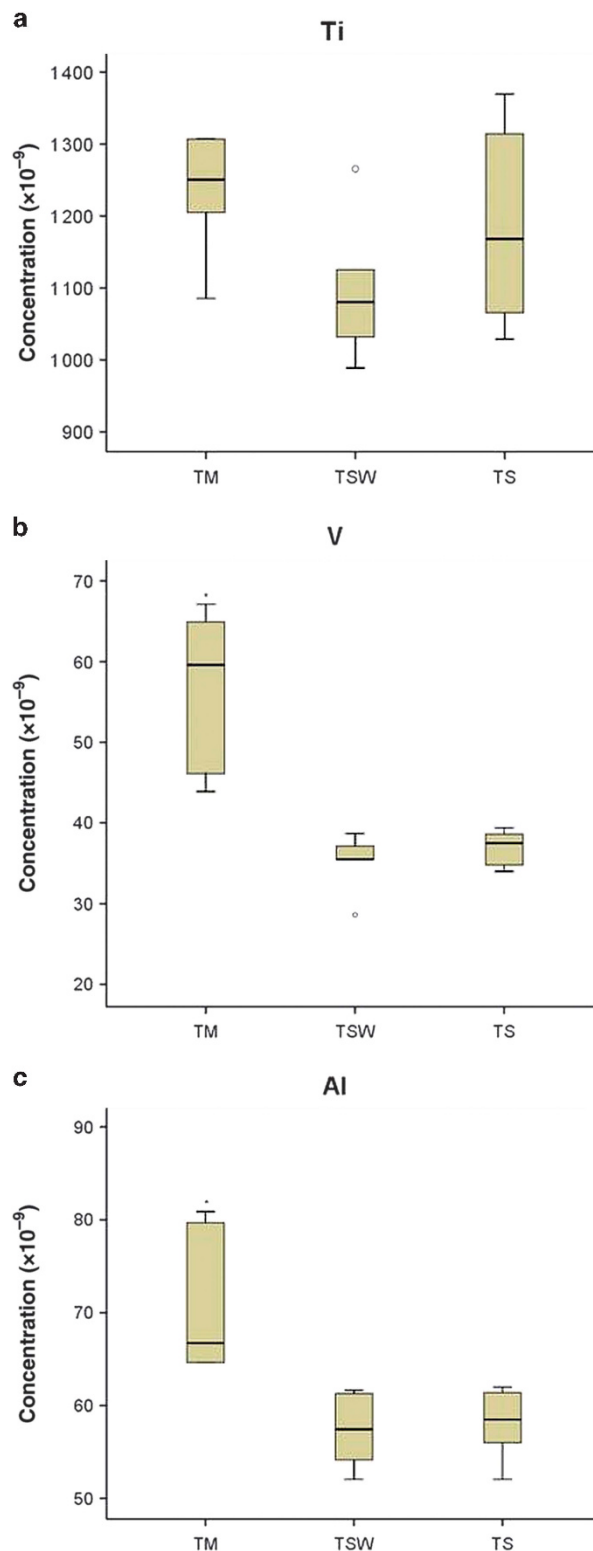 a
Ti
Concentration (×10⁻⁹)
1400
1300
1200
1100
1000
900
TM TSW TS
b
V
Concentration (×10⁻⁹)
70
60
50
40
30
20
TM TSW TS
c
Al
Concentration (×10⁻⁹)
90
80
70
60
50
TM TSW TS